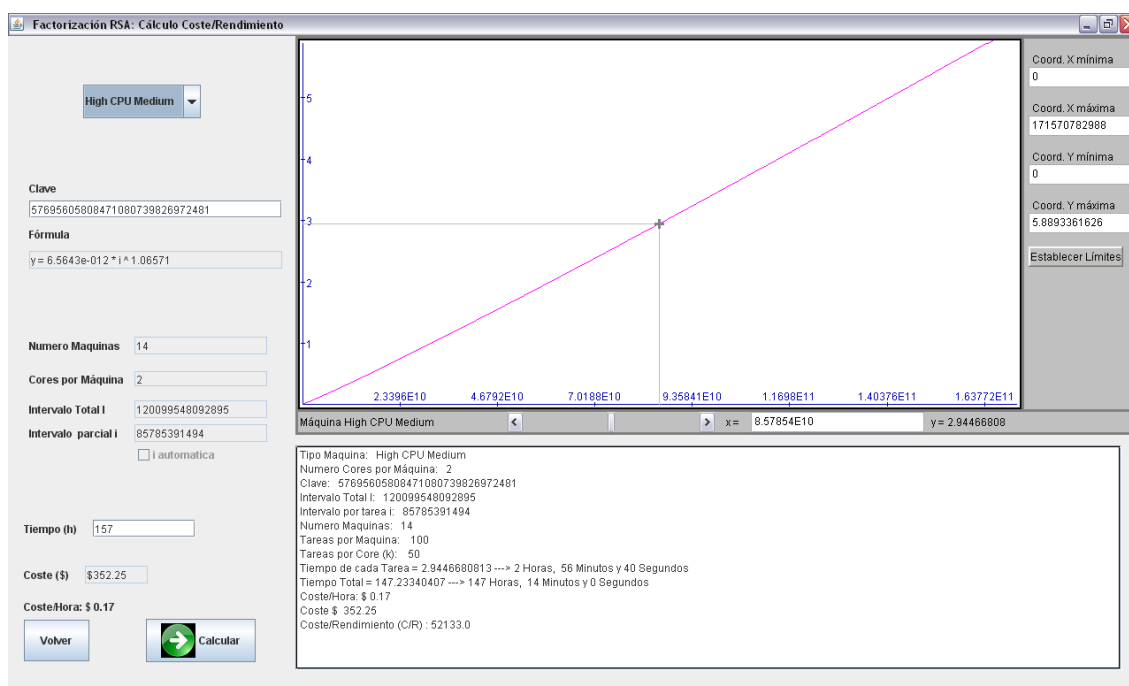 Factorización RSA: Cálculo Coste/Rendimiento
High CPU Medium
Clave
57695605808471080739826972481
Fórmula
y = 6.5643e-012 * i ^ 1.06571
Numero Maquinas 14
Cores por Máquina 2
Intervalo Total I 120099548092895
Intervalo parcial i 85785391494
i automatica
Tiempo (h) 157
Coste ($) $352.25
Coste/Hora: $ 0.17
Volver
Calcular
5
4
3
2
1
2.3396E10 4.6792E10 7.0188E10 9.35841E10 1.1698E11 1.40376E11 1.63772E11
Máquina High CPU Medium x = 8.57854E10 y = 2.94466808
Coord. X mínima
0
Coord. X máxima
171570782988
Coord. Y mínima
0
Coord. Y máxima
5.8893361626
Establecer Límites
Tipo Maquina: High CPU Medium
Numero Cores por Máquina: 2
Clave: 57695605808471080739826972481
Intervalo Total I: 120099548092895
Intervalo por tarea i: 85785391494
Numero Maquinas: 14
Tareas por Maquina: 100
Tareas por Core (k): 50
Tiempo de cada Tarea = 2.9446680813 ---> 2 Horas, 56 Minutos y 40 Segundos
Tiempo Total = 147.23340407 ---> 147 Horas, 14 Minutos y 0 Segundos
Coste/Hora: $ 0.17
Coste $ 352.25
Coste/Rendimiento (C/R) : 52133.0